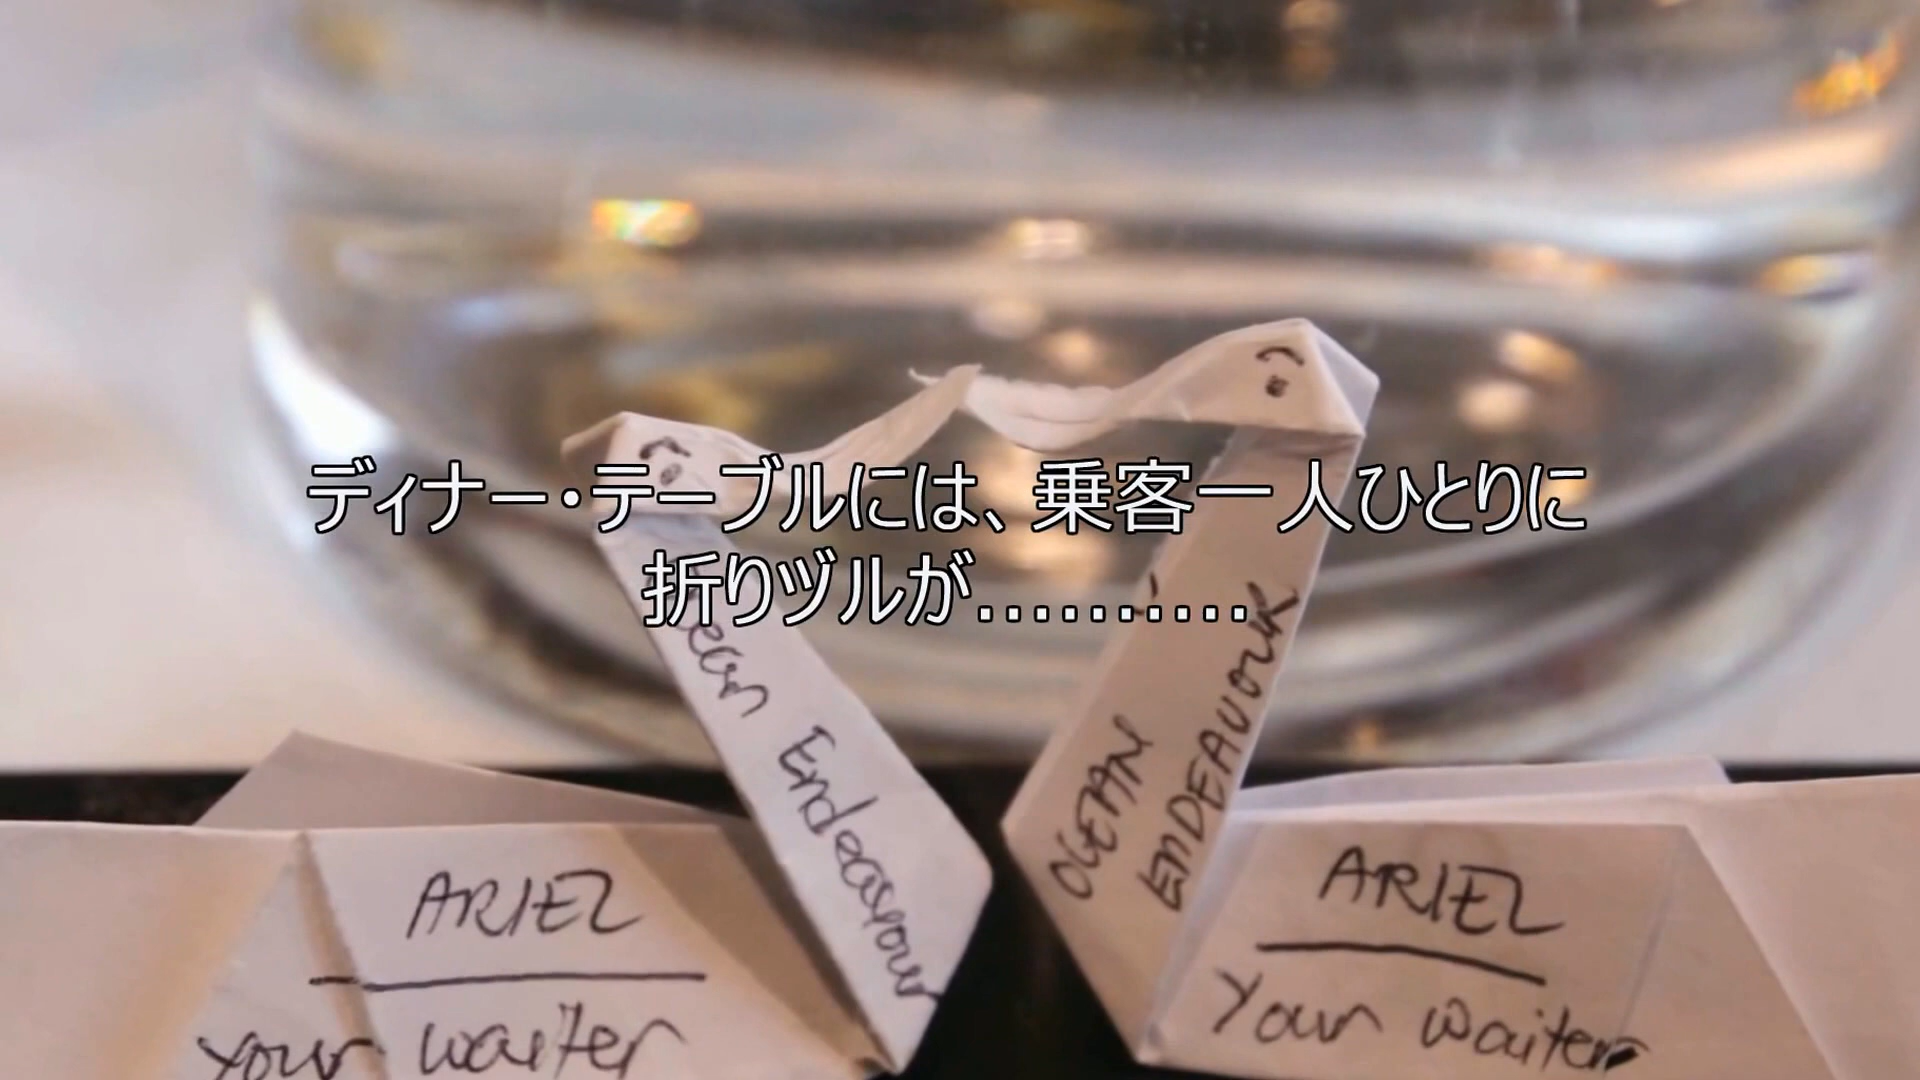 ディナー・テーブルには、乗客一人ひとりに
折りヅルが..........
Ocean Endeavour
OCEAN
ENDEAVOUR
ARIEL
your waiter
ARIEL
Your waiter